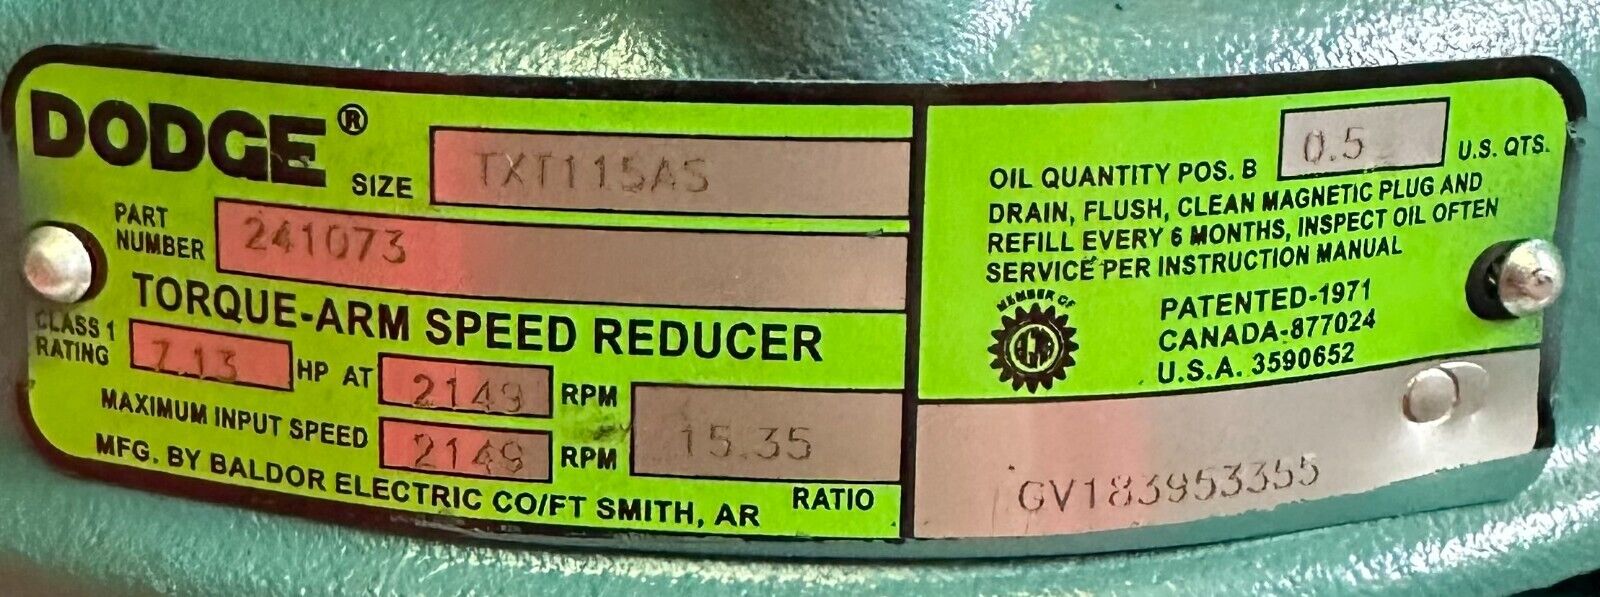 DODGE®
SIZE TXT115A5
PART NUMBER 241073
TORQUE-ARM SPEED REDUCER
CLASS 1 RATING 7.13 HP AT 2149 RPM
MAXIMUM INPUT SPEED 2149 RPM
15.35 RATIO
MFG. BY BALDOR ELECTRIC CO/FT SMITH, AR
OIL QUANTITY POS. B 0.5 U.S. QTS.
DRAIN, FLUSH, CLEAN MAGNETIC PLUG AND
REFILL EVERY 6 MONTHS, INSPECT OIL OFTEN
SERVICE PER INSTRUCTION MANUAL
MEMBER OF
PATENTED-1971
CANADA-877024
U.S.A. 3590652
GV183953355